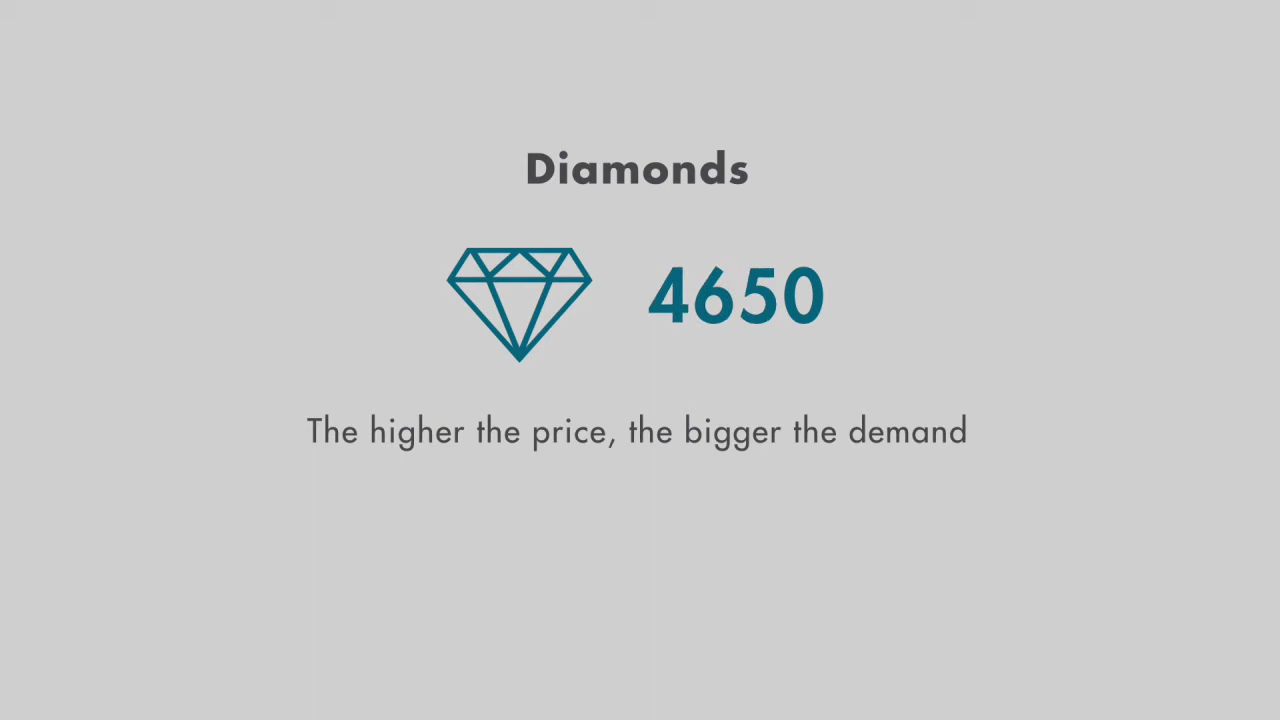 Diamonds
4650
The higher the price, the bigger the demand